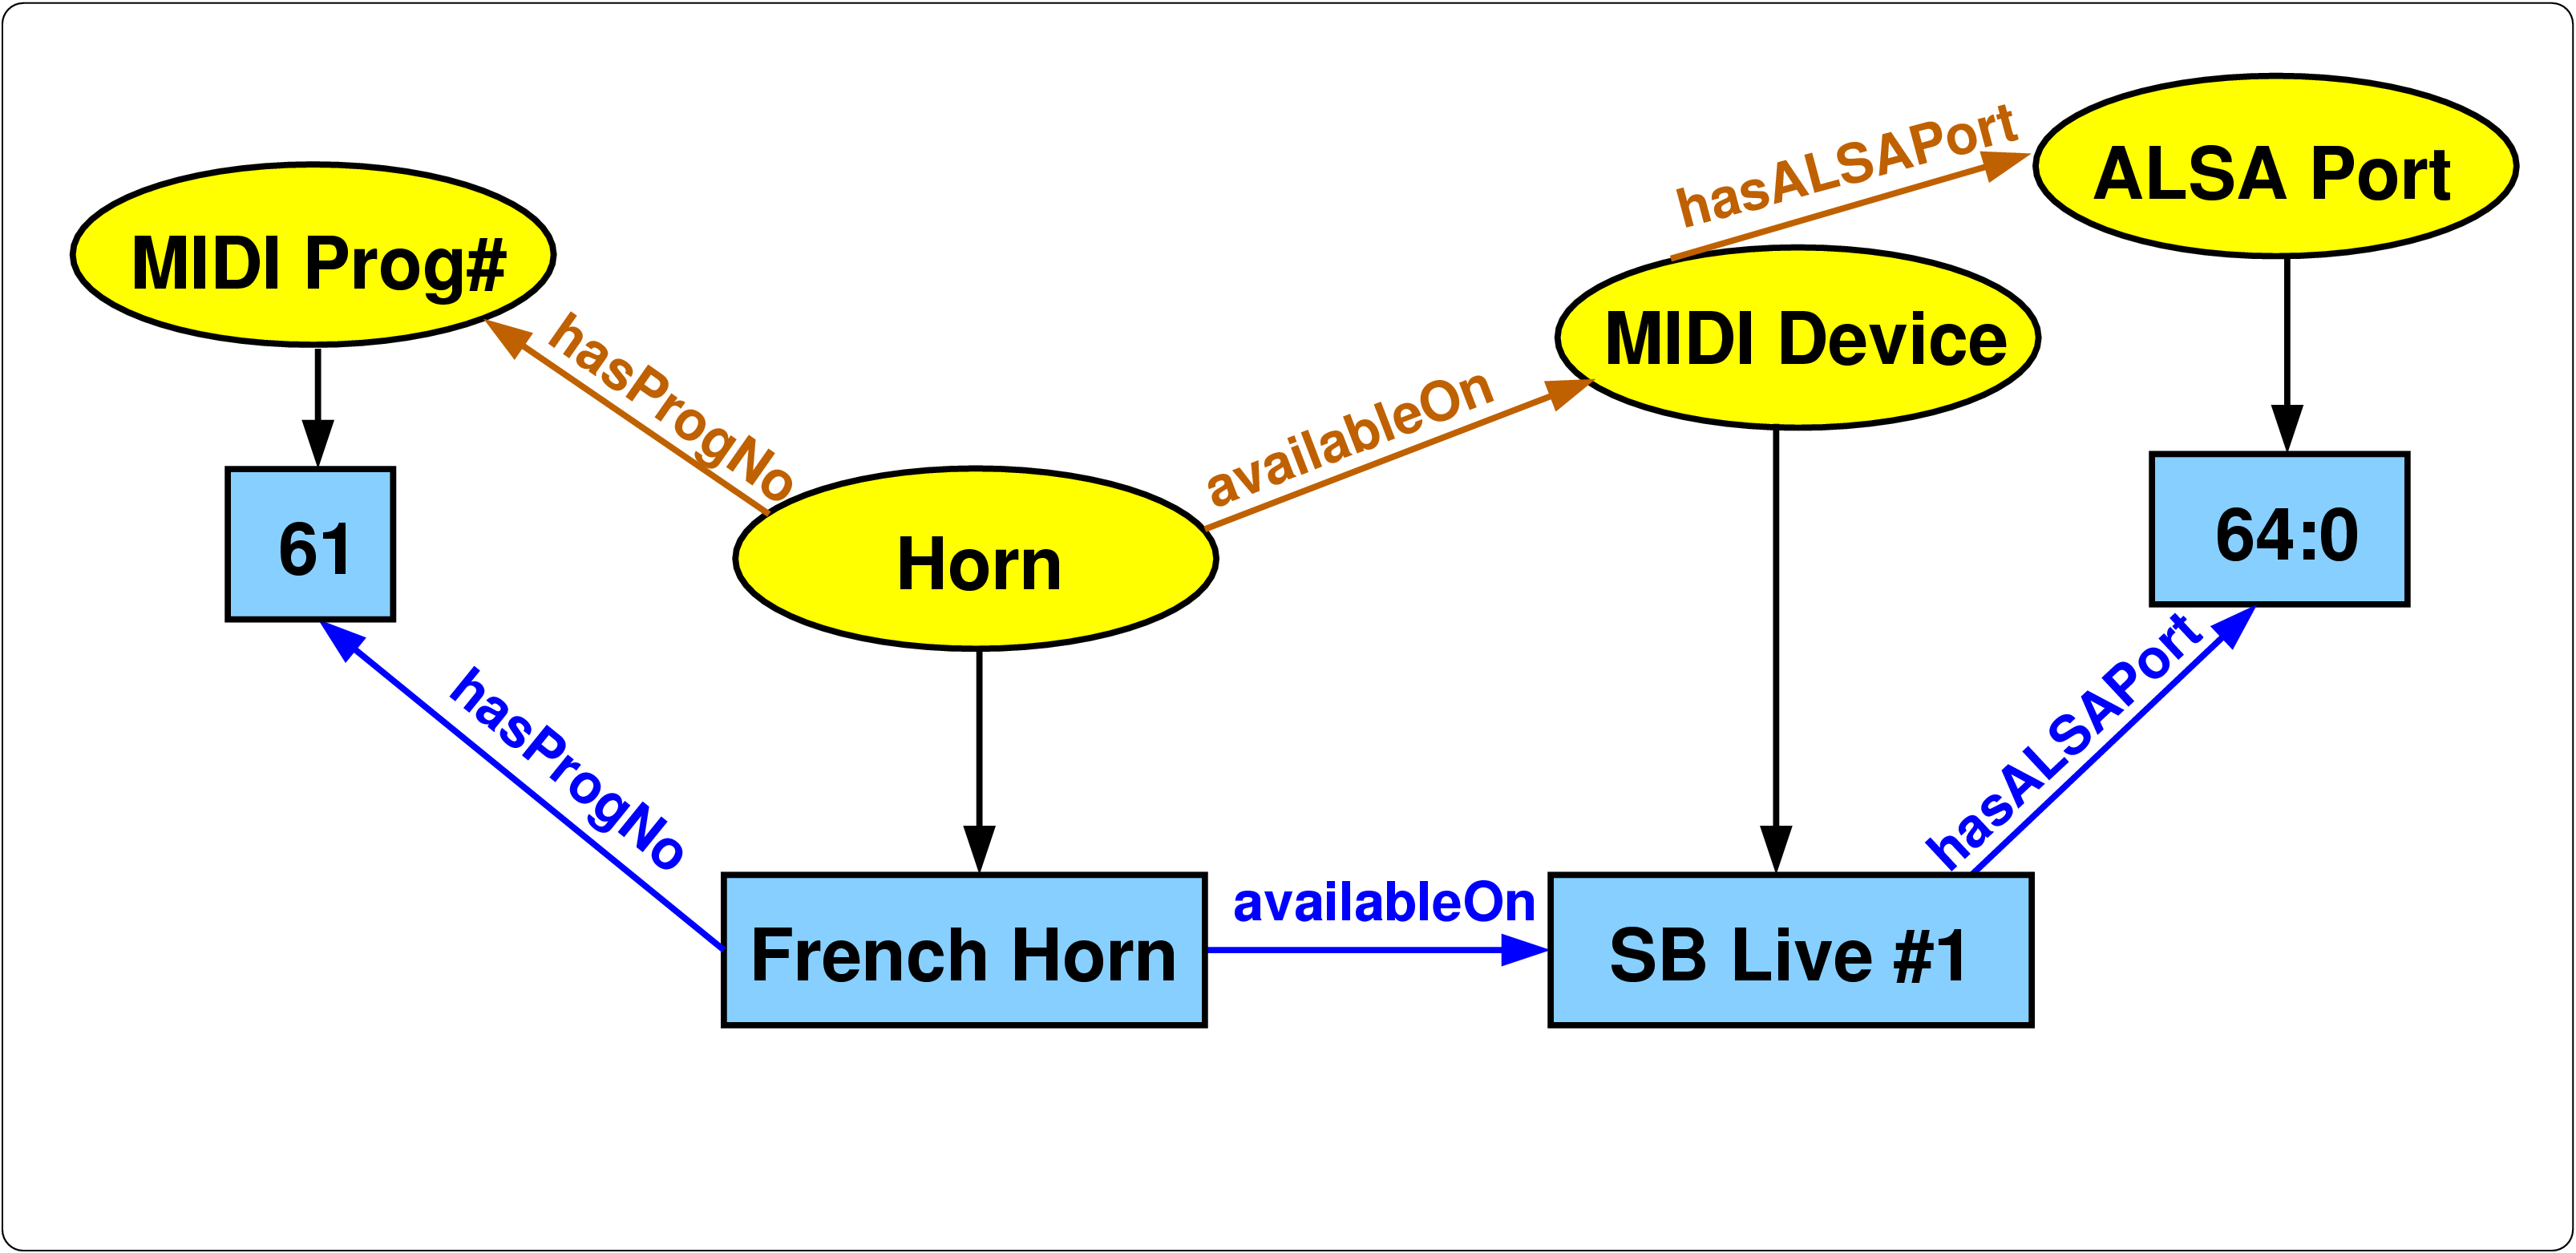 hasALSAPort
ALSA Port
MIDI Prog#
MIDI Device
hasProgNo
availableOn
61
Horn
64:0
hasProgNo
hasALSAPort
availableOn
French Horn
SB Live #1